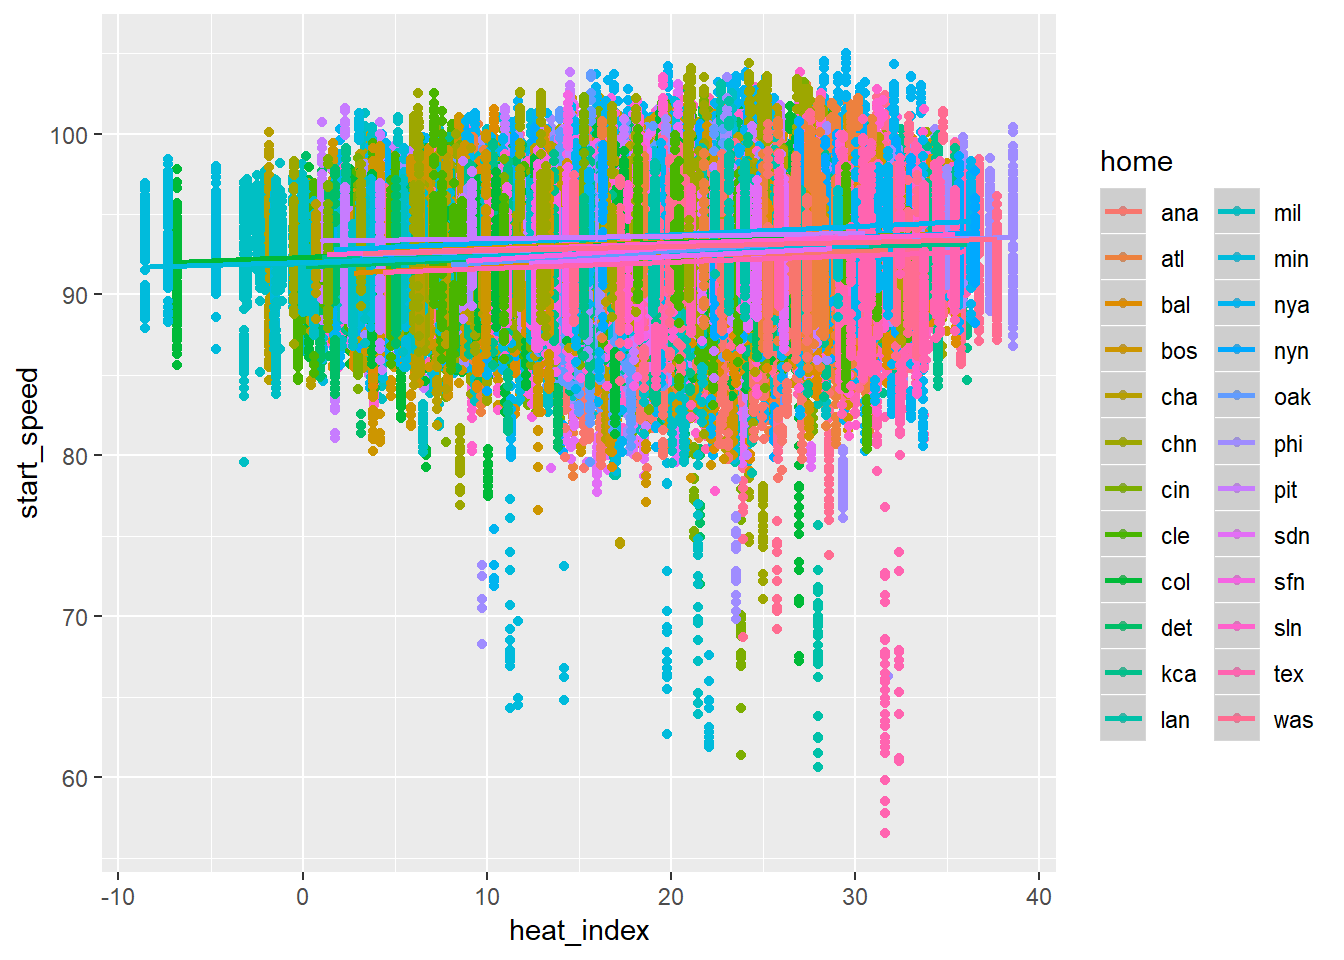 100
90
80
70
60
start_speed
-10 0 10 20 30 40
heat_index
home
ana mil
atl min
bal nya
bos nyn
cha oak
chn phi
cin pit
cle sdn
col sfn
det sln
kca tex
lan was